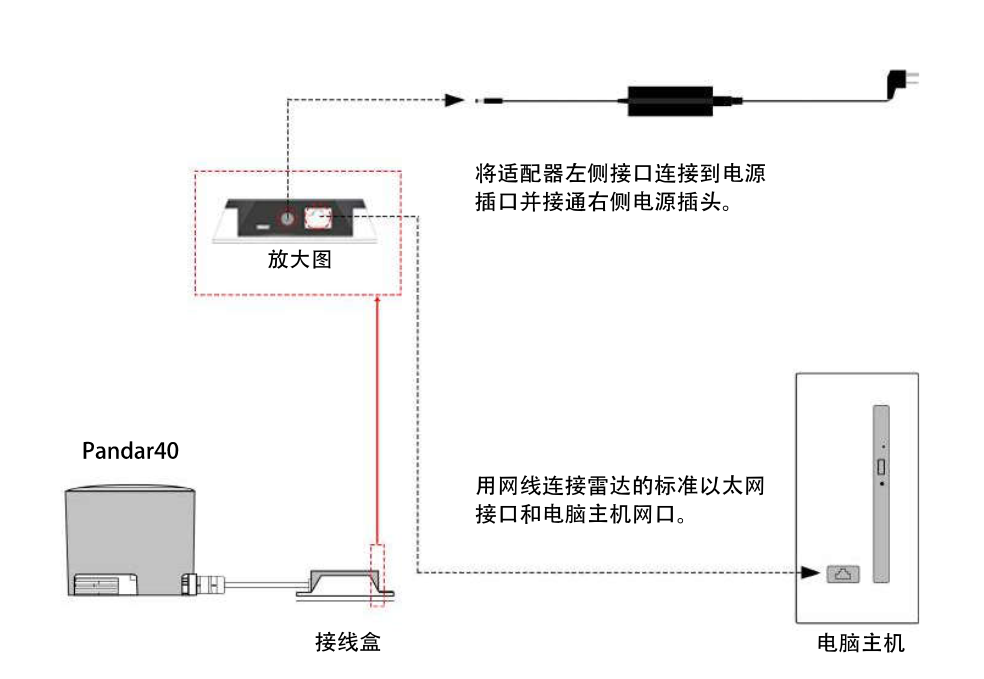 将适配器左侧接口连接到电源
插口并接通右侧电源插头。
放大图
Pandar40
用网线连接雷达的标准以太网
接口和电脑主机网口。
接线盒
电脑主机